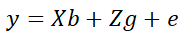 y = Xb + Zg + e